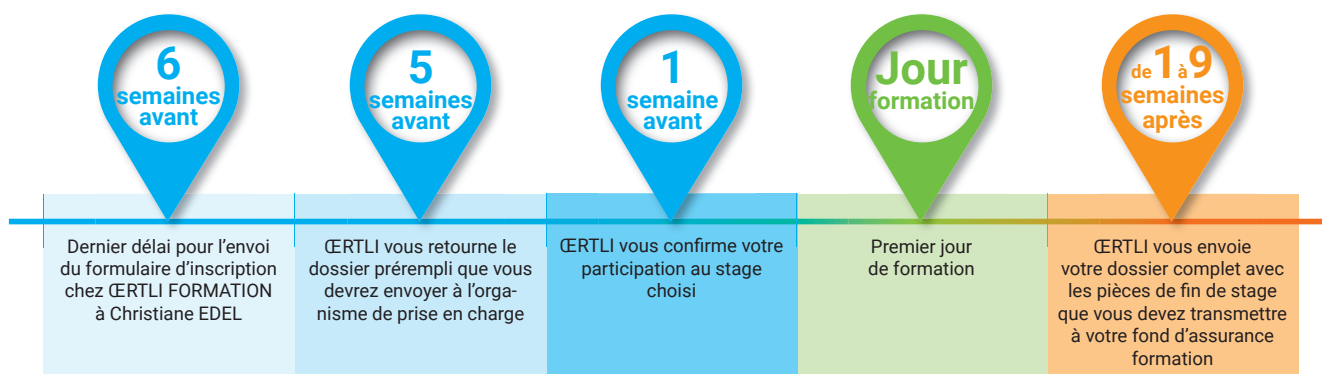 6
semaines
avant
5
semaines
avant
1
semaine
avant
Jour
formation
de 1 à 9
semaines
après
Dernier délai pour l'envoi
du formulaire d'inscription
chez ŒRTLI FORMATION
à Christiane EDEL
ŒRTLI vous retourne le
dossier prérempli que vous
devrez envoyer à l'orga-
nisme de prise en charge
ŒRTLI vous confirme votre
participation au stage
choisi
Premier jour
de formation
ŒRTLI vous envoie
votre dossier complet avec
les pièces de fin de stage
que vous devez transmettre
à votre fond d'assurance
formation